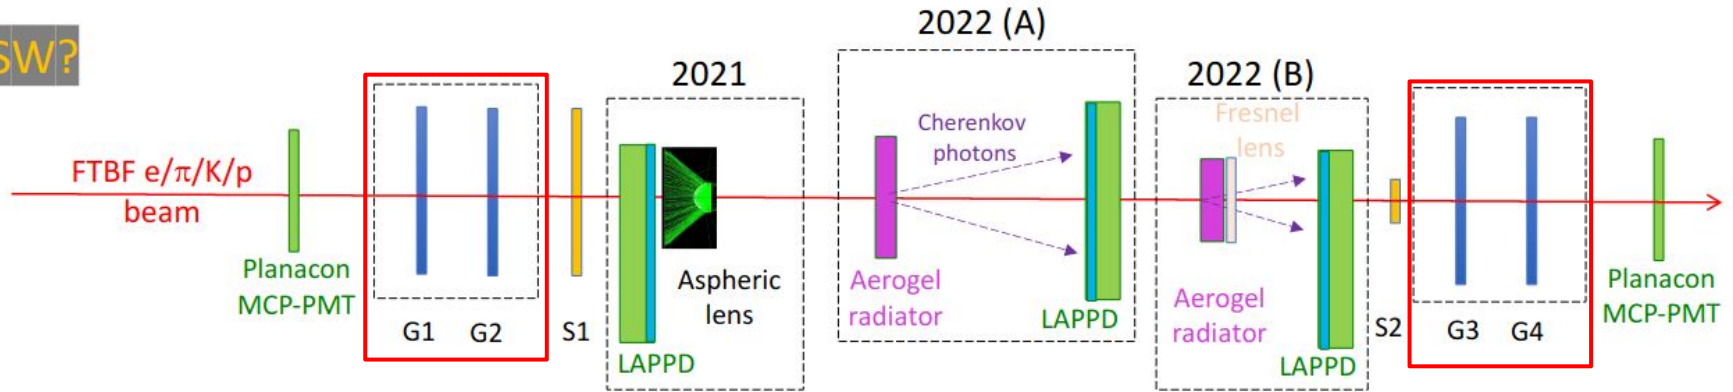 SW?
FTBF e/π/K/p
beam
Planacon
MCP-PMT
G1
G2
S1
2021
LAPPD
Aspheric
lens
2022 (A)
Cherenkov
photons
Aerogel
radiator
LAPPD
2022 (B)
Fresnel
lens
Aerogel
radiator
LAPPD
S2
G3
G4
Planacon
MCP-PMT